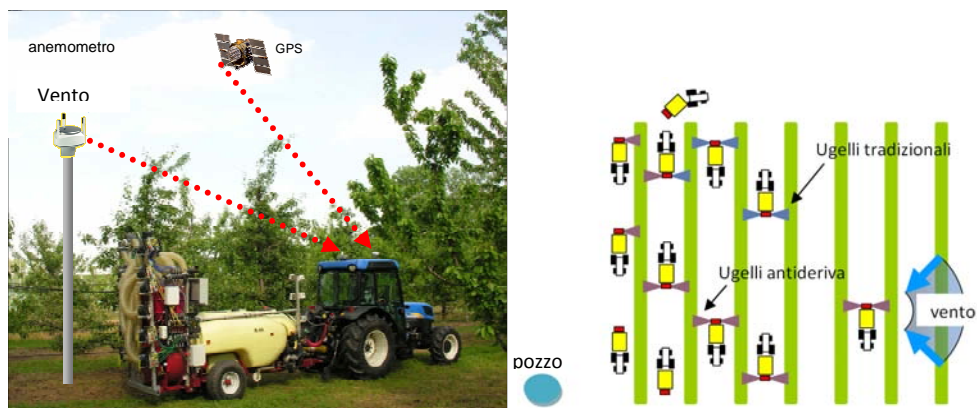 anemometro
GPS
Vento
Ugelli tradizionali
Ugelli antideriva
vento
pozzo